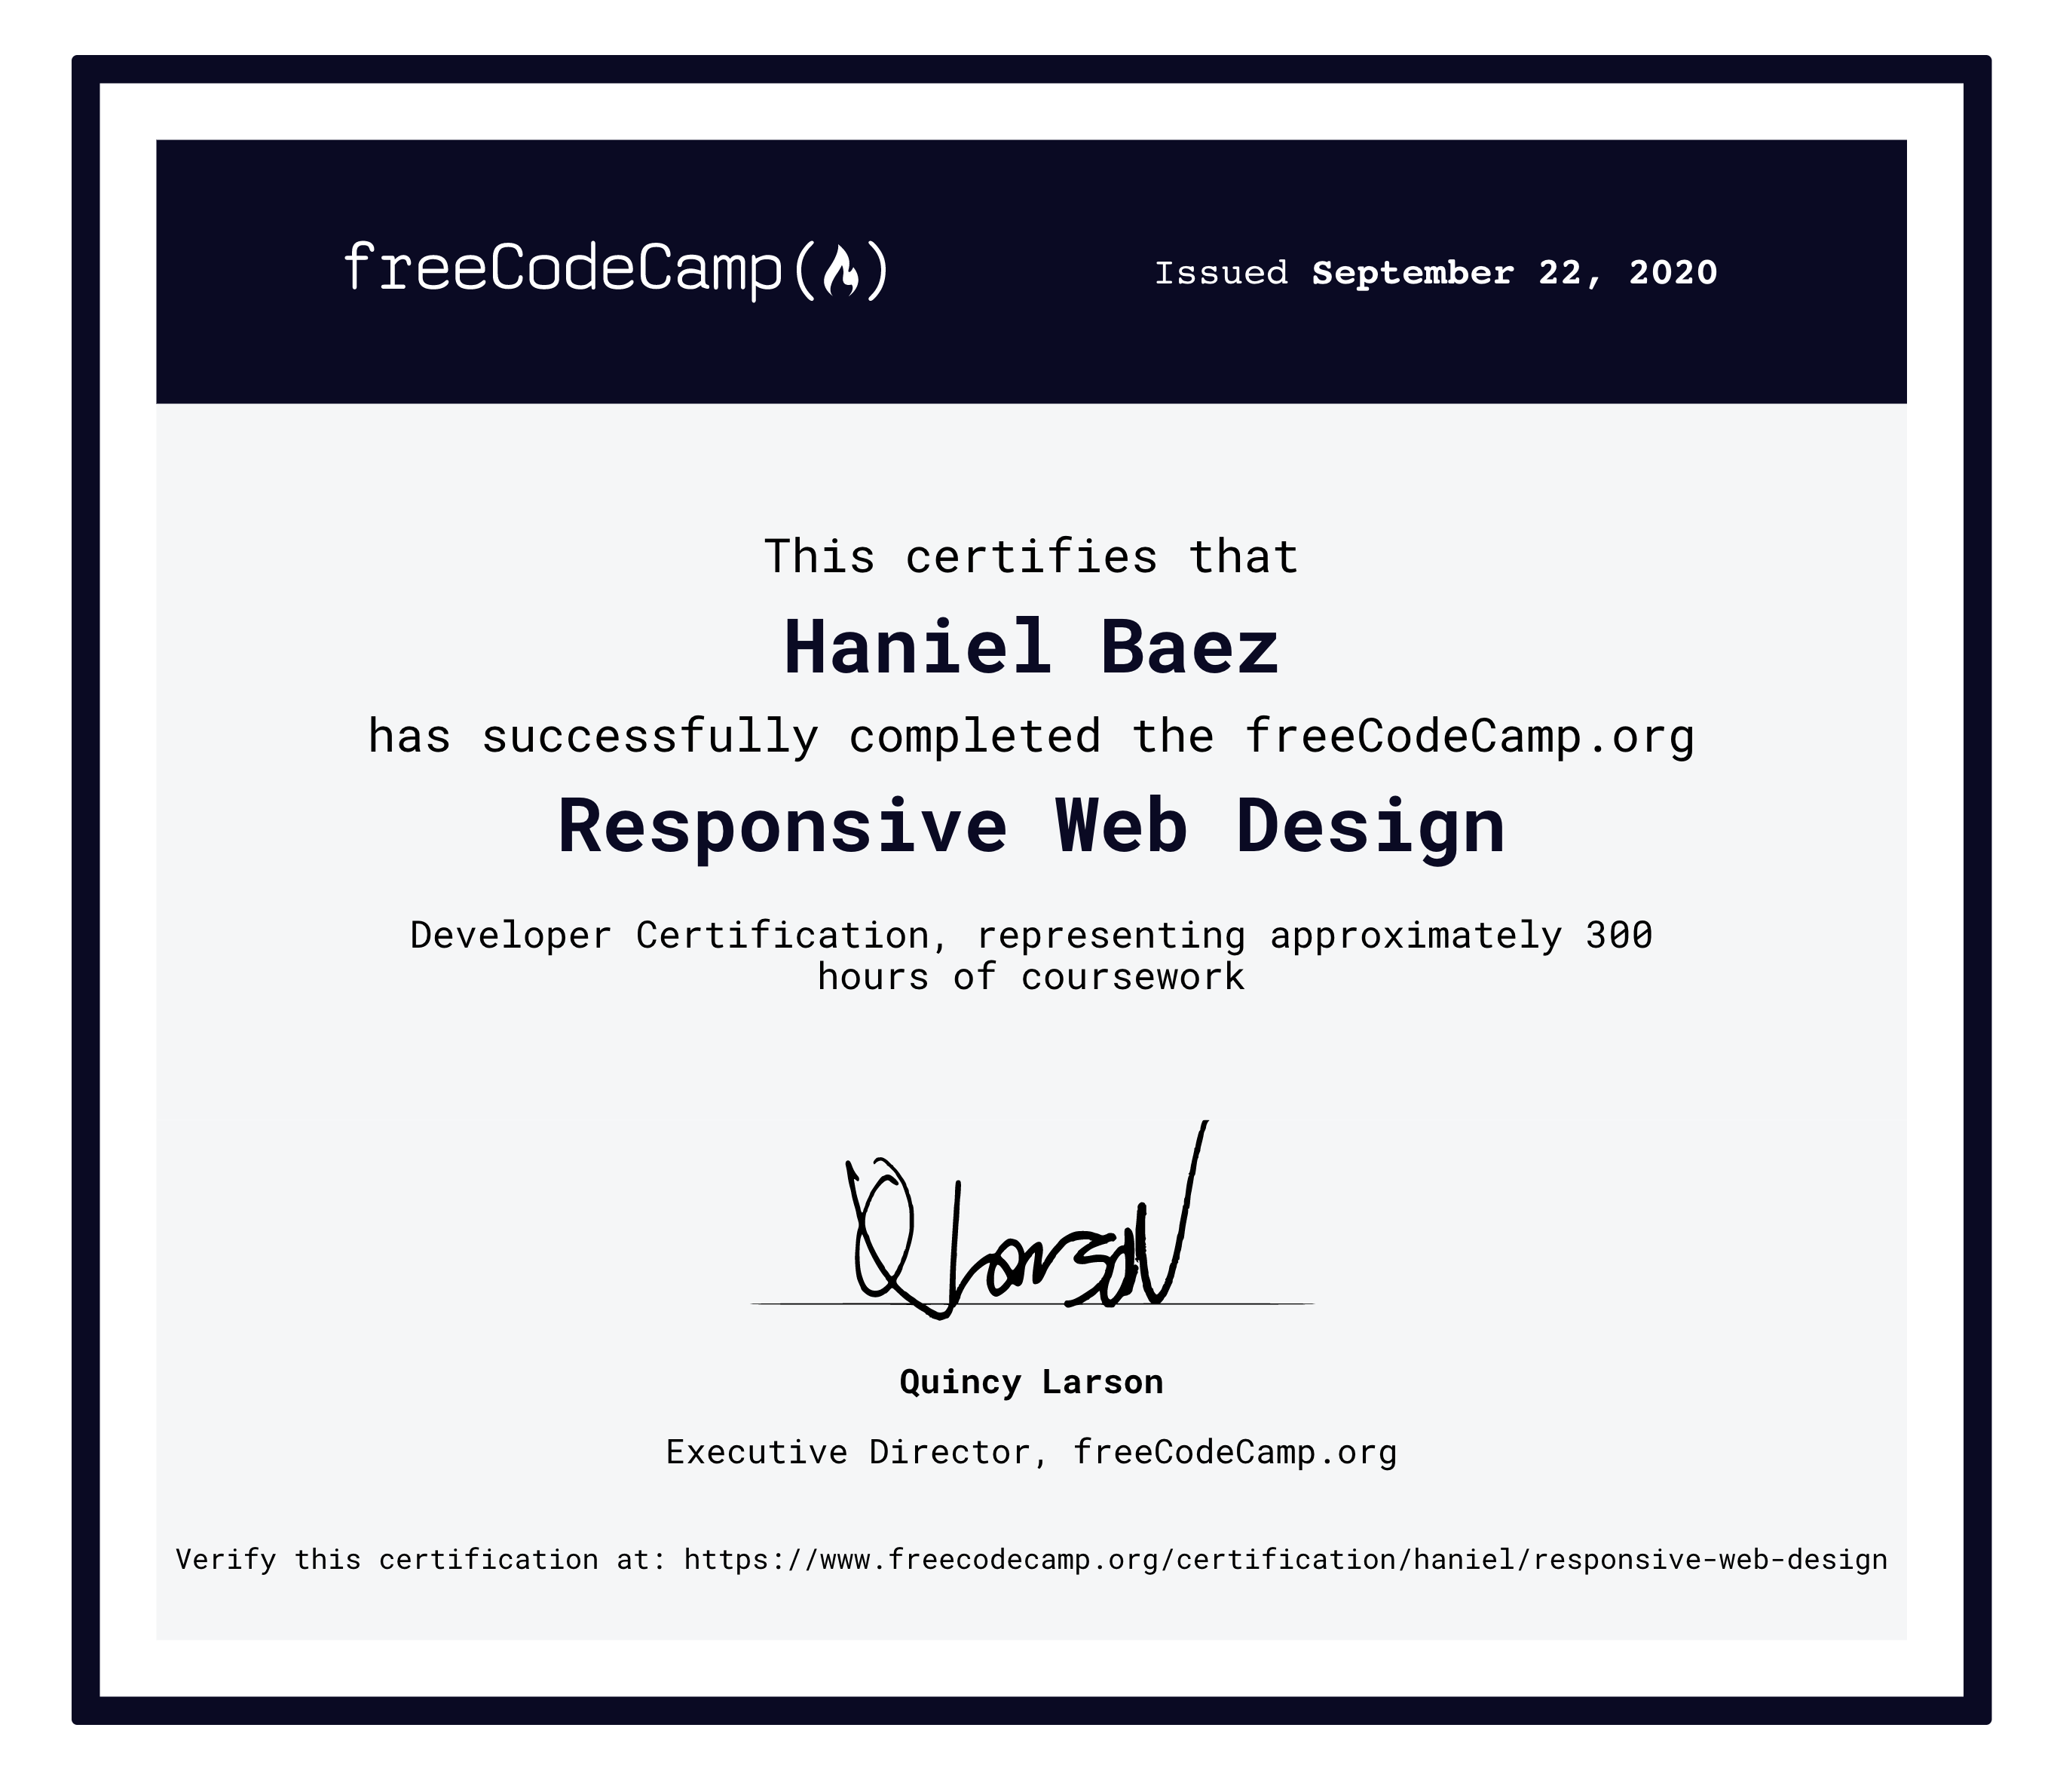 freeCodeCamp
Issued September 22, 2020
This certifies that
Haniel Baez
has successfully completed the freeCodeCamp.org
Responsive Web Design
Developer Certification, representing approximately 300
hours of coursework
Q Larson
Quincy Larson
Executive Director, freeCodeCamp.org
Verify this certification at: https://www.freecodecamp.org/certification/haniel/responsive-web-design